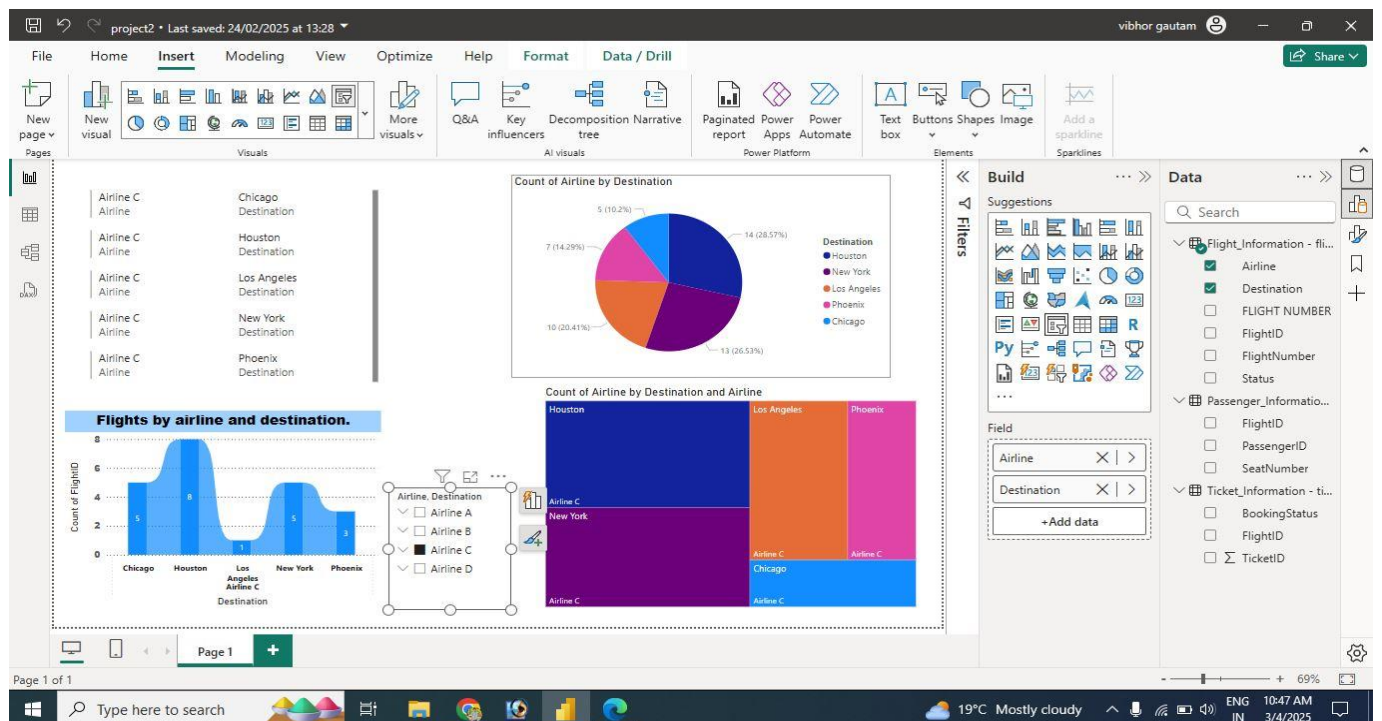 project2 • Last saved: 24/02/2025 at 13:28
vibhor gautam
File Home Insert Modeling View Optimize Help Format Data / Drill
Share
New page
New visual
More visuals
Q&A
Key influencers
Decomposition tree
Narrative
Paginated report
Power Apps
Power Automate
Text box
Buttons
Shapes
Image
Add a sparkline
Pages
Visuals
AI visuals
Power Platform
Elements
Sparklines
Airline C Chicago
Airline Destination
Airline C Houston
Airline Destination
Airline C Los Angeles
Airline Destination
Airline C New York
Airline Destination
Airline C Phoenix
Airline Destination
Count of Airline by Destination
5 (10.2%)
14 (28.57%)
7 (14.29%)
10 (20.41%)
13 (26.53%)
Destination
Houston
New York
Los Angeles
Phoenix
Chicago
Flights by airline and destination.
Count of FlightID
8
6
4
2
0
5
8
1
5
3
Chicago
Houston
Los Angeles
New York
Phoenix
Airline C
Destination
Airline, Destination
Airline A
Airline B
Airline C
Airline D
Count of Airline by Destination and Airline
Houston
Airline C
New York
Airline C
Los Angeles
Airline C
Phoenix
Airline C
Chicago
Airline C
Filters
Build
Suggestions
123
R
Py
Field
Airline
Destination
+Add data
Data
Search
Flight_Information - fli...
Airline
Destination
FLIGHT NUMBER
FlightID
FlightNumber
Status
Passenger_Informatio...
FlightID
PassengerID
SeatNumber
Ticket_Information - ti...
BookingStatus
FlightID
Σ TicketID
DAX
Page 1
Page 1 of 1
- + 69%
Type here to search
19°C Mostly cloudy
ENG
IN
10:47 AM
3/4/2025